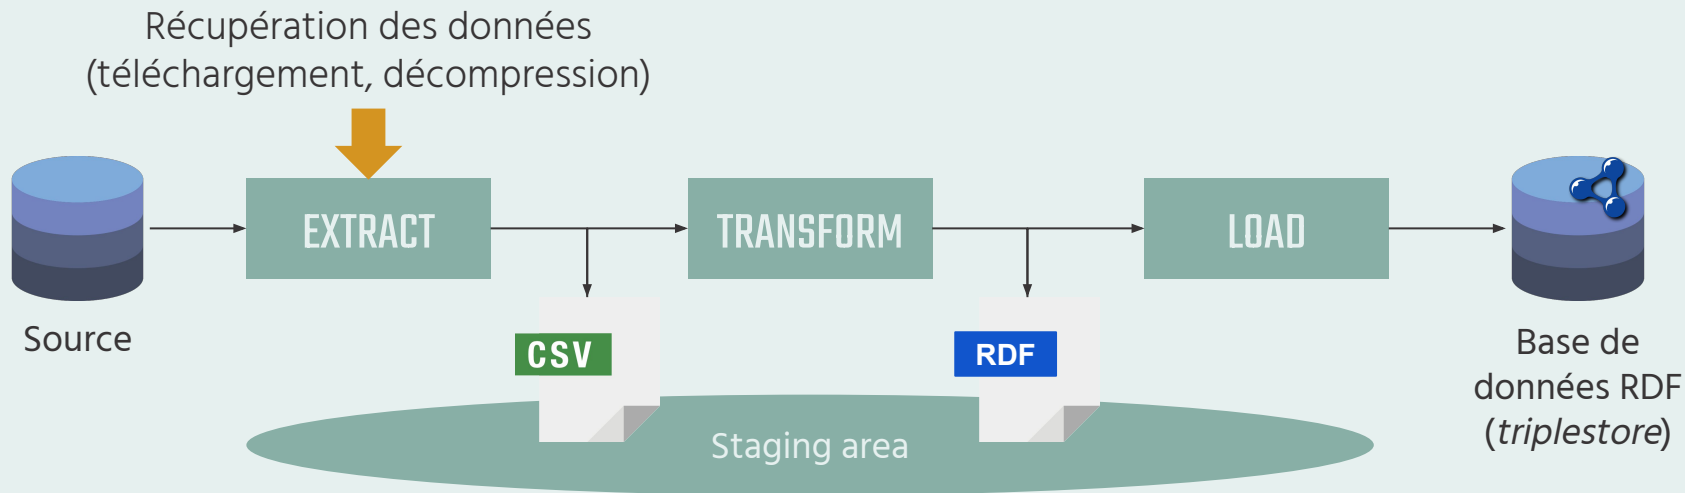 Récupération des données
(téléchargement, décompression)
EXTRACT
TRANSFORM
LOAD
Source
CSV
RDF
Base de
données RDF
(triplestore)
Staging area